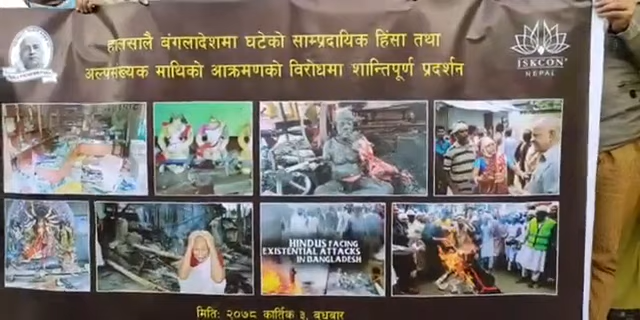 हालसालै बंगलादेशमा घटेको साम्प्रदायिक हिंसा तथा
अल्पसंख्यक माथिको आक्रमणको विरोधमा शान्तिपूर्ण प्रदर्शन
ISKCON
NEPAL
HINDUS FACING
EXISTENTIAL ATTACKS
IN BANGLADESH
मिति: २०७८ कार्तिक ३, बुधबार